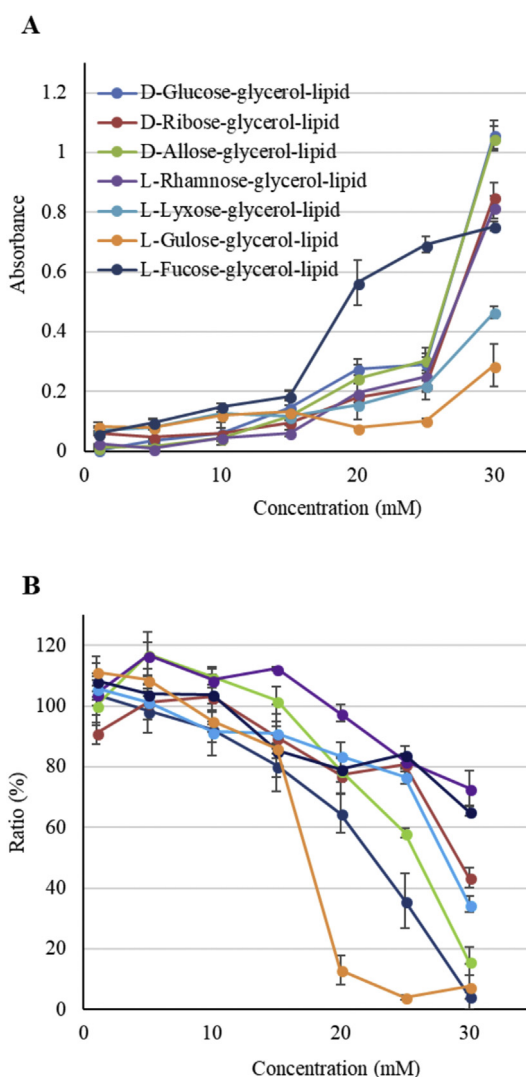 A
1.2
1
0.8
0.6
0.4
0.2
0
Absorbance
D-Glucose-glycerol-lipid
D-Ribose-glycerol-lipid
D-Allose-glycerol-lipid
L-Rhamnose-glycerol-lipid
L-Lyxose-glycerol-lipid
L-Gulose-glycerol-lipid
L-Fucose-glycerol-lipid
0 10 20 30
Concentration (mM)
B
120
100
80
60
40
20
0
Ratio (%)
0 10 20 30
Concentration (mM)